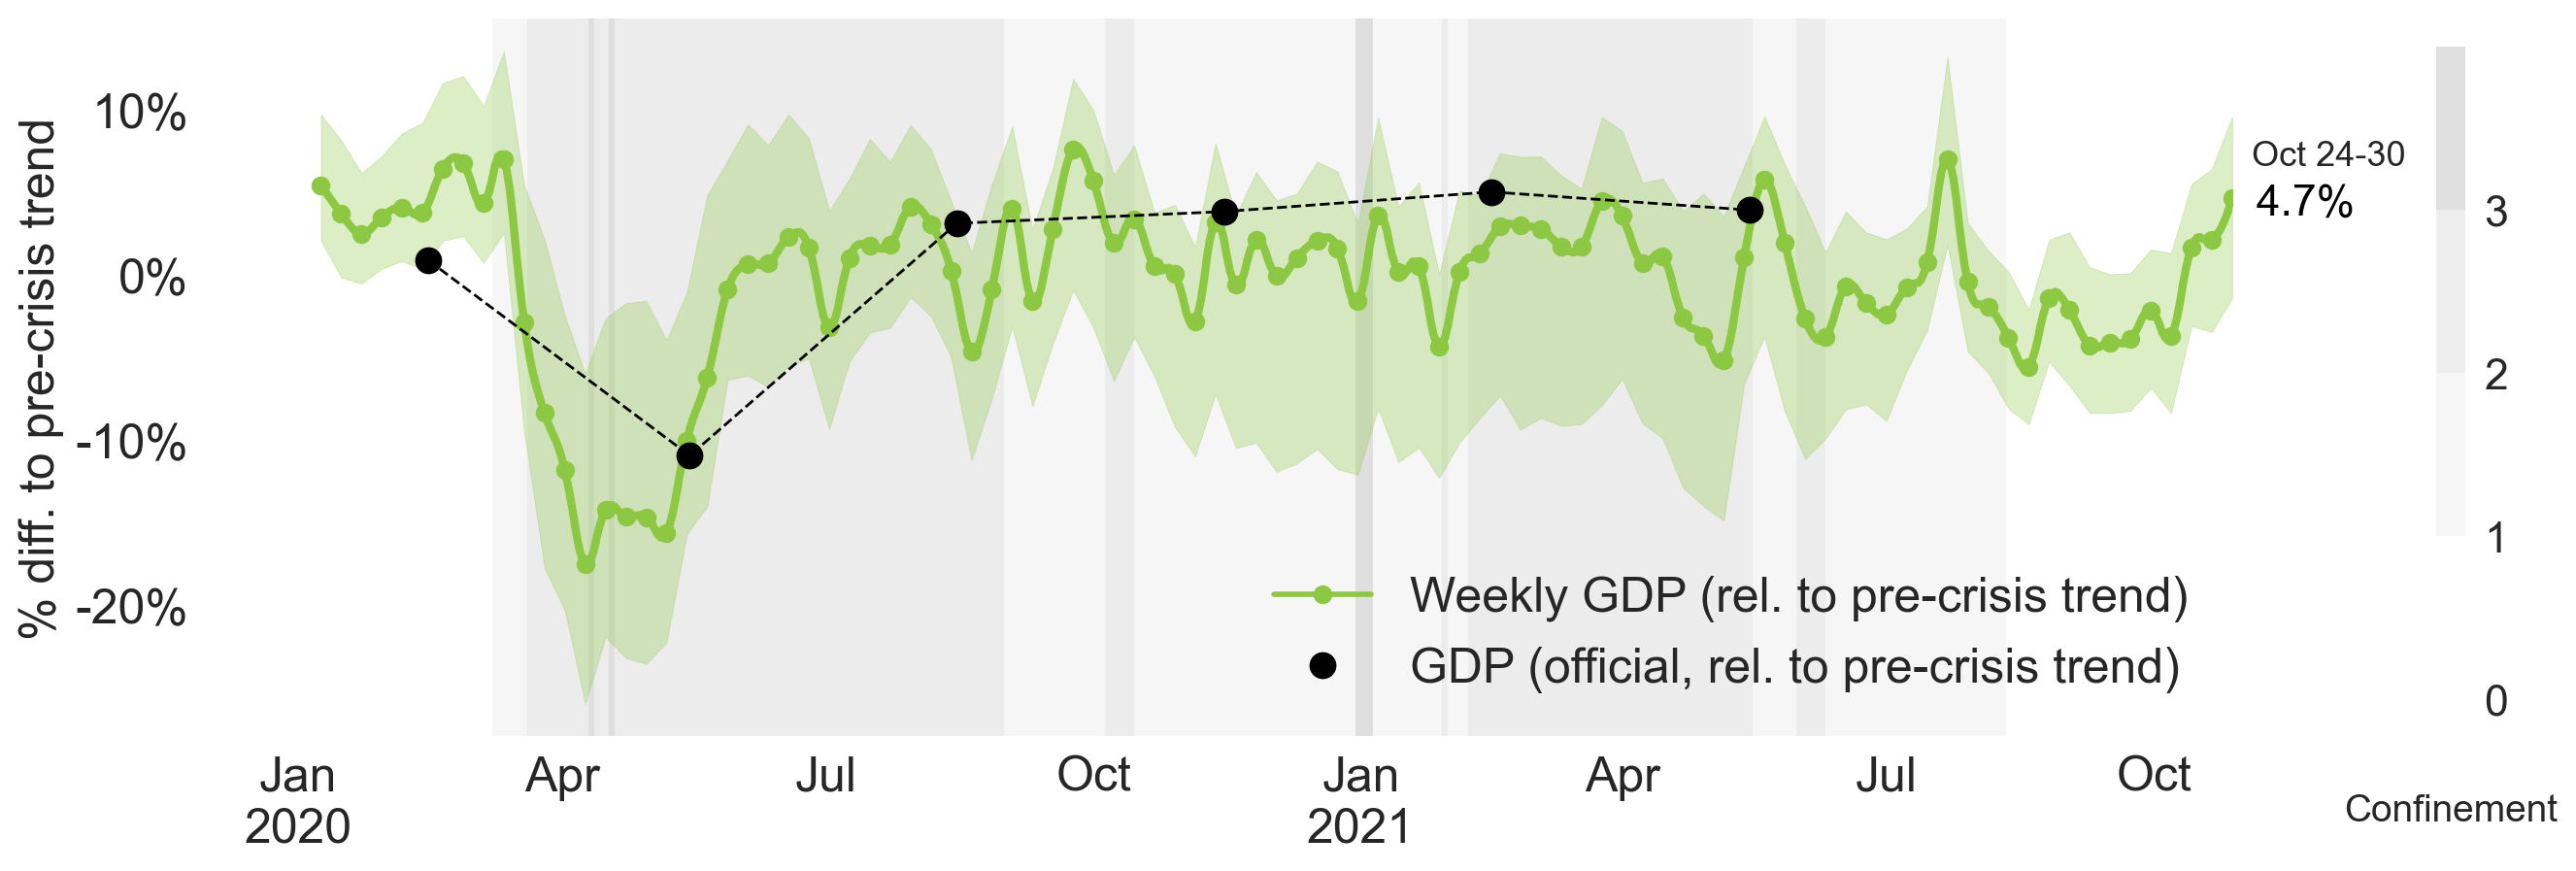 % diff. to pre-crisis trend
10%
0%
-10%
-20%
Jan
2020
Apr
Jul
Oct
Jan
2021
Apr
Jul
Oct
Oct 24-30
4.7%
Weekly GDP (rel. to pre-crisis trend)
GDP (official, rel. to pre-crisis trend)
3
2
1
0
Confinement